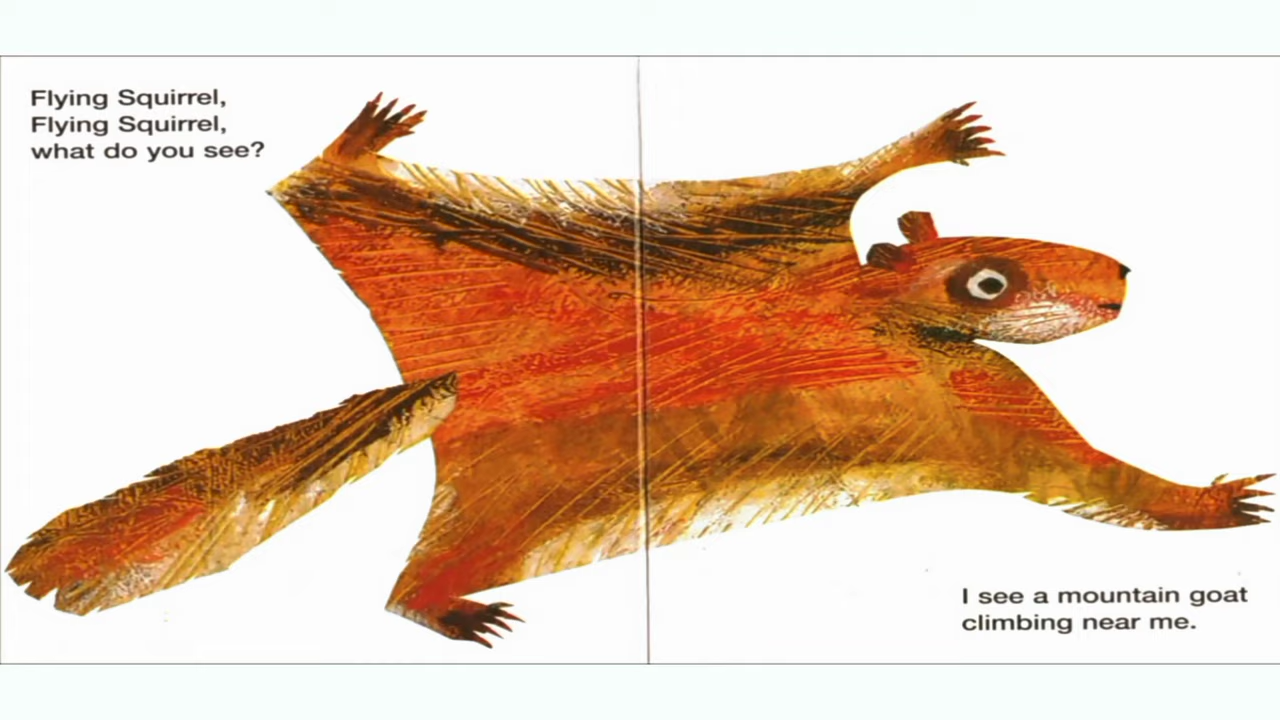 Flying Squirrel,
Flying Squirrel,
what do you see?
I see a mountain goat
climbing near me.